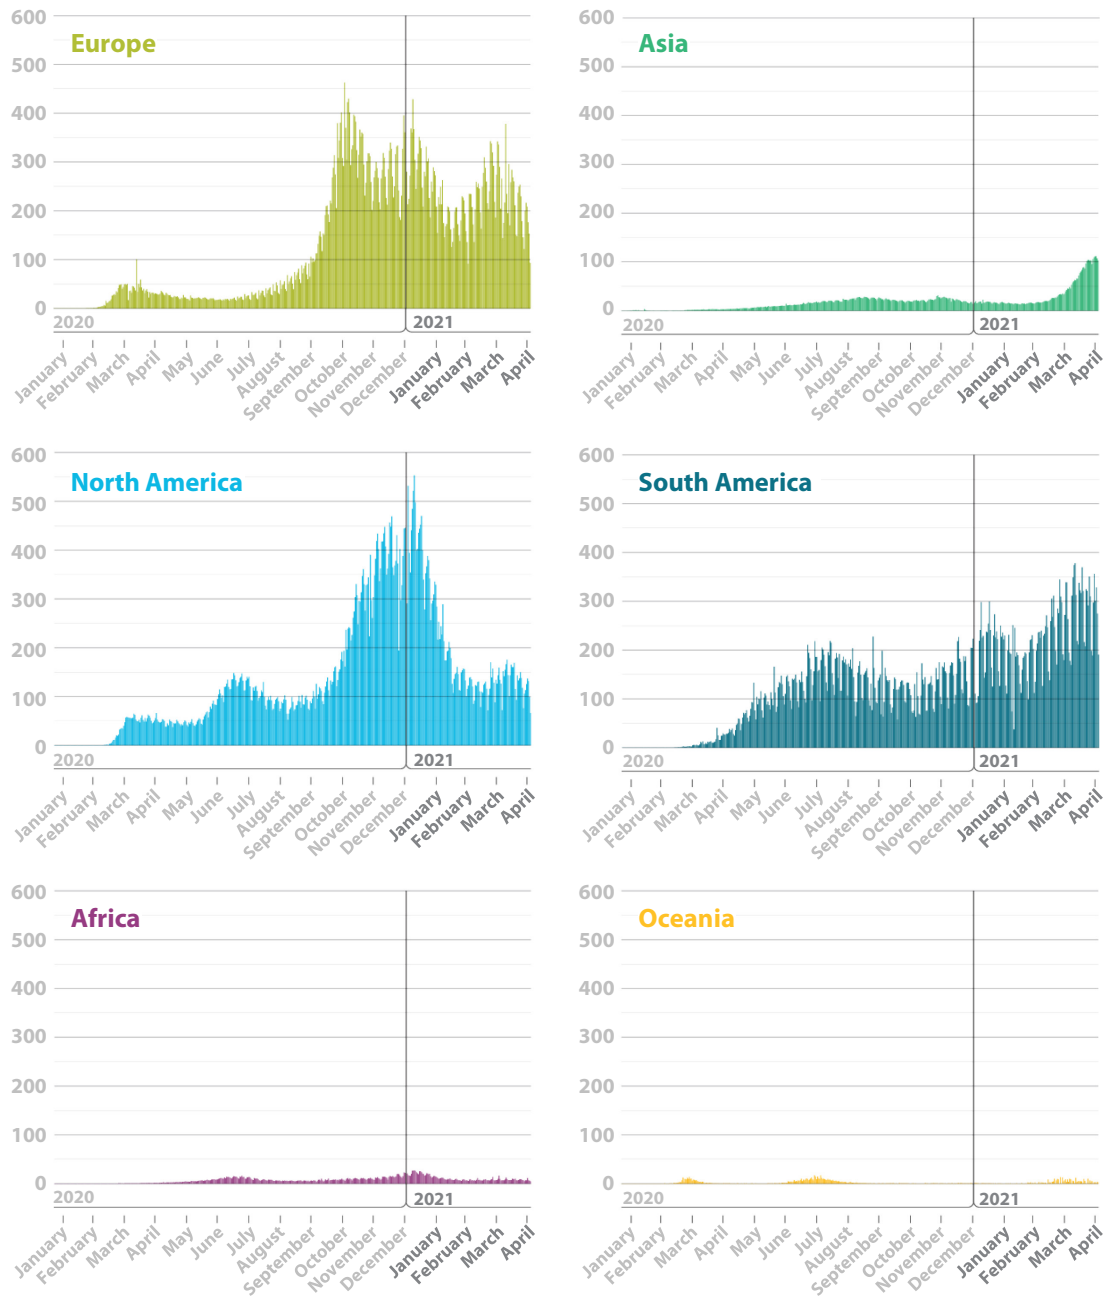 Europe
600
500
400
300
200
100
0
2020
2021
January
February
March
April
May
June
July
August
September
October
November
December
January
February
March
April
Asia
600
500
400
300
200
100
0
2020
2021
January
February
March
April
May
June
July
August
September
October
November
December
January
February
March
April
North America
600
500
400
300
200
100
0
2020
2021
January
February
March
April
May
June
July
August
September
October
November
December
January
February
March
April
South America
600
500
400
300
200
100
0
2020
2021
January
February
March
April
May
June
July
August
September
October
November
December
January
February
March
April
Africa
600
500
400
300
200
100
0
2020
2021
January
February
March
April
May
June
July
August
September
October
November
December
January
February
March
April
Oceania
600
500
400
300
200
100
0
2020
2021
January
February
March
April
May
June
July
August
September
October
November
December
January
February
March
April